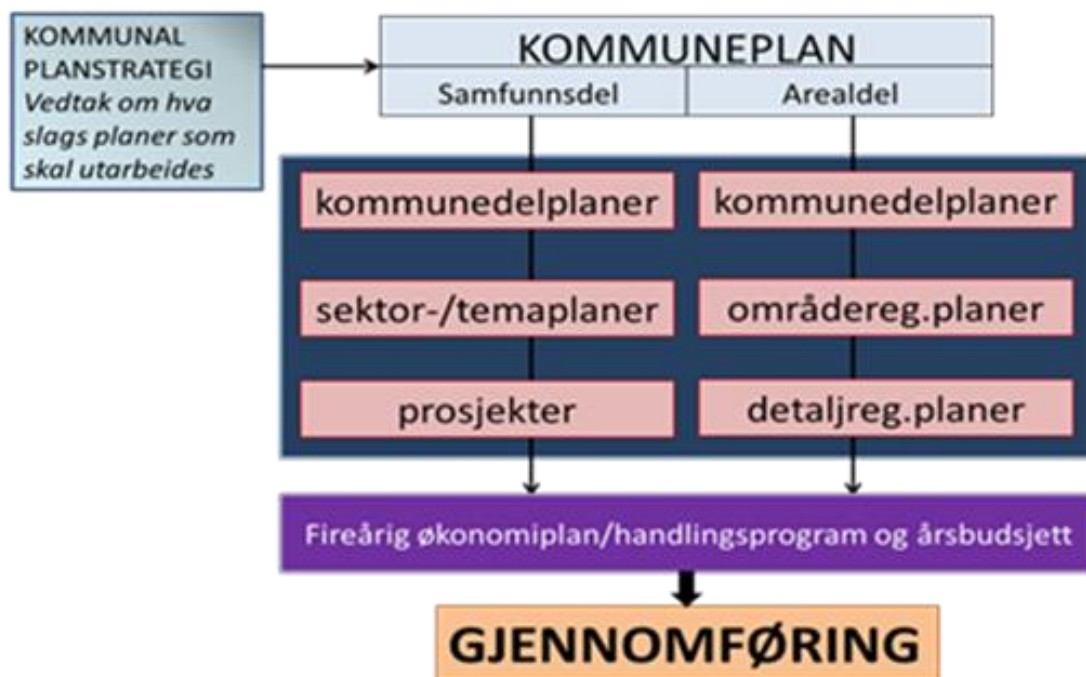 KOMMUNAL
PLANSTRATEGI
Vedtak om hva
slags planer som
skal utarbeides
KOMMUNEPLAN
Samfunnsdel
Arealdel
kommunedelplaner
kommunedelplaner
sektor-/temaplaner
områdereg.planer
prosjekter
detaljreg.planer
Fireårig økonomiplan/handlingsprogram og årsbudsjett
GJENNOMFØRING